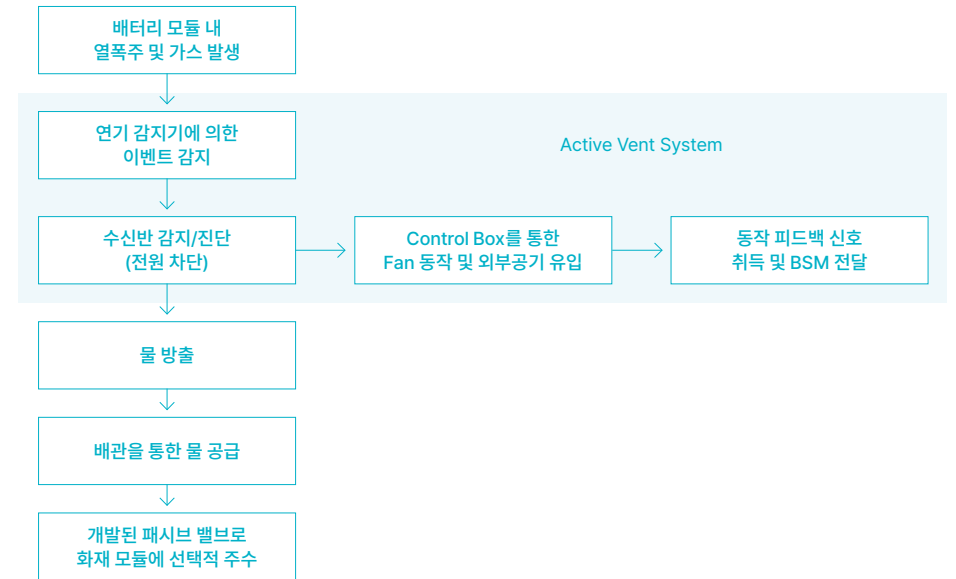 배터리 모듈 내
열폭주 및 가스 발생
연기 감지기에 의한
이벤트 감지
Active Vent System
수신반 감지/진단
(전원 차단)
Control Box를 통한
Fan 동작 및 외부공기 유입
동작 피드백 신호
취득 및 BSM 전달
물 방출
배관을 통한 물 공급
개발된 패시브 밸브로
화재 모듈에 선택적 주수